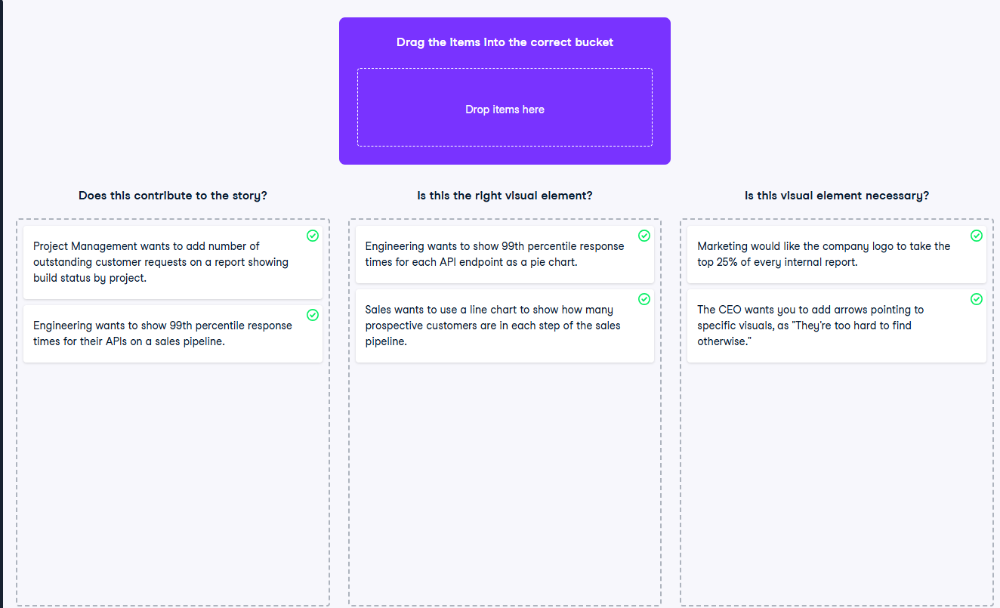 Drag the items into the correct bucket
Drop items here
Does this contribute to the story?
Project Management wants to add number of
outstanding customer requests on a report showing
build status by project.
Engineering wants to show 99th percentile response
times for their APIs on a sales pipeline.
Is this the right visual element?
Engineering wants to show 99th percentile response
times for each API endpoint as a pie chart.
Sales wants to use a line chart to show how many
prospective customers are in each step of the sales
pipeline.
Is this visual element necessary?
Marketing would like the company logo to take the
top 25% of every internal report.
The CEO wants you to add arrows pointing to
specific visuals, as "They're too hard to find
otherwise."